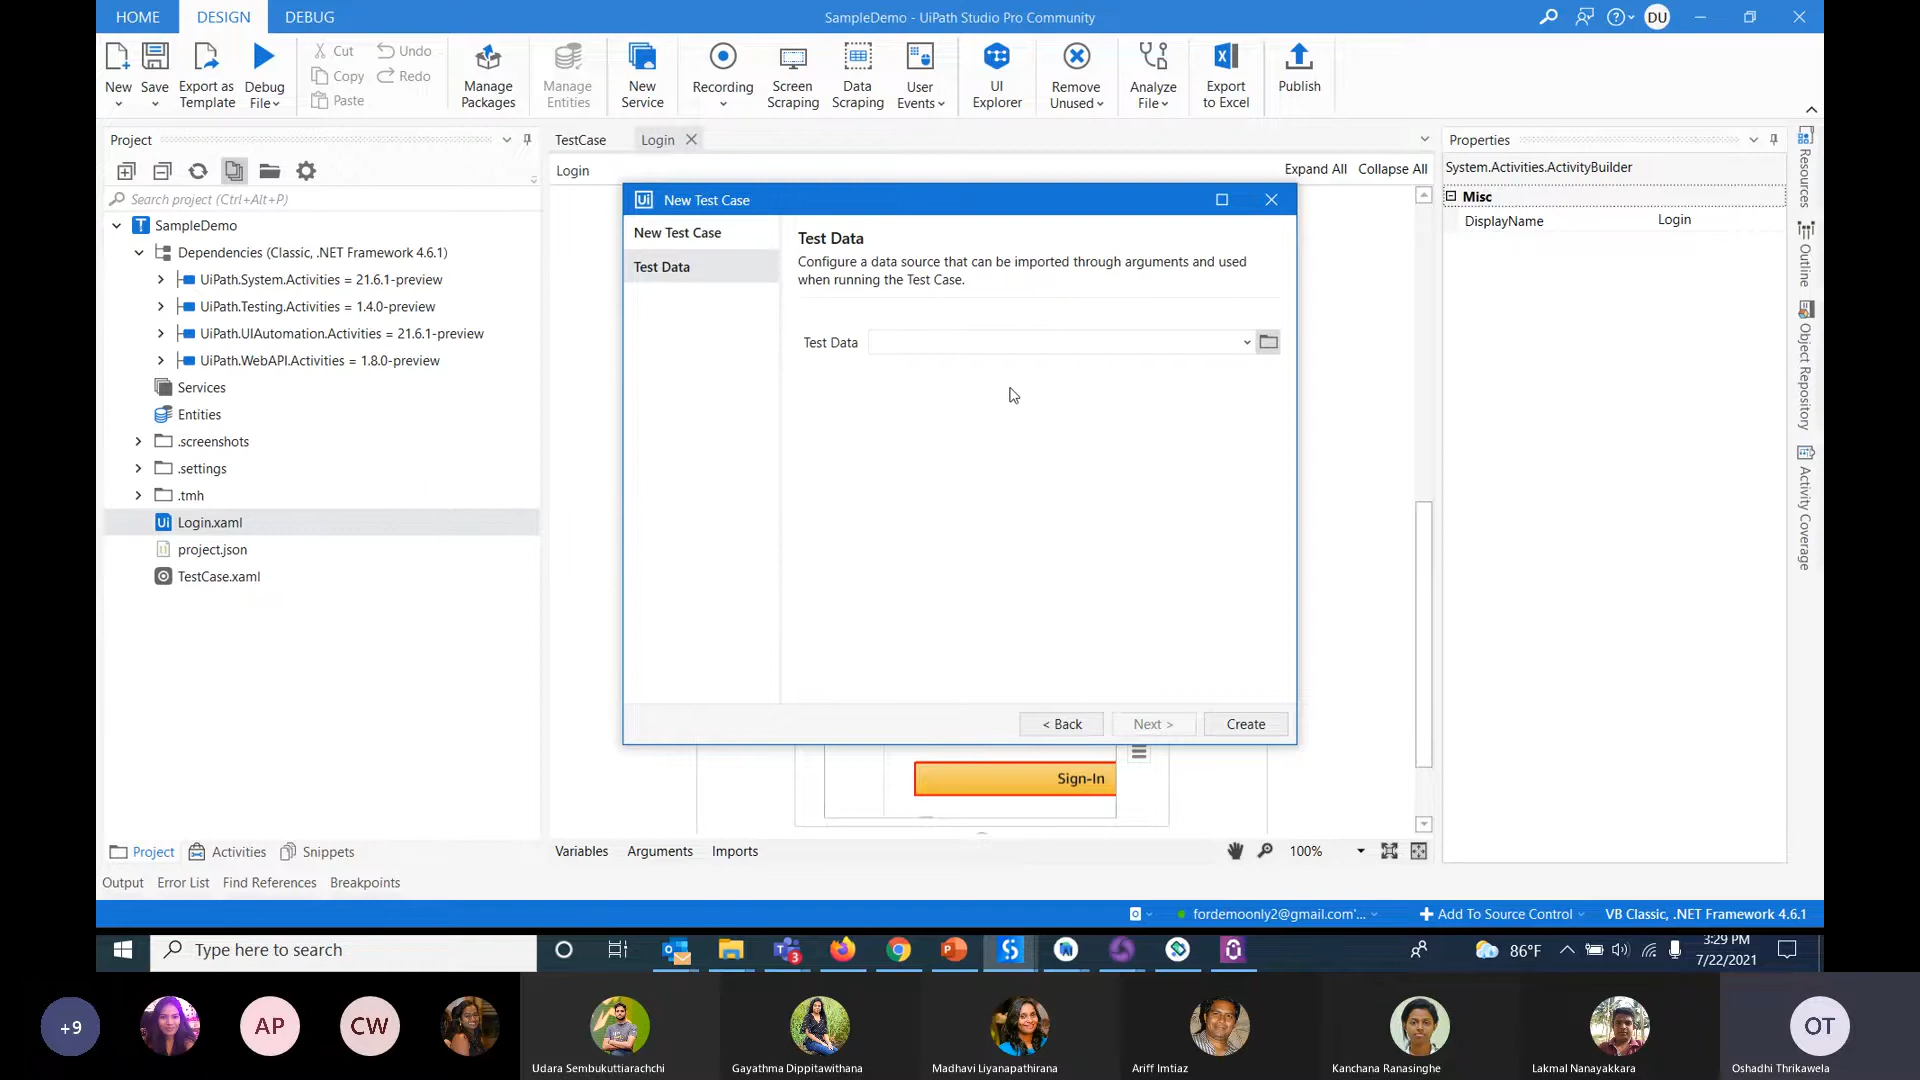 HOME
DESIGN
DEBUG
SampleDemo - UiPath Studio Pro Community
DU
New
Save
Export as
Template
Debug
File
Cut
Copy
Paste
Undo
Redo
Manage
Packages
Manage
Entities
New
Service
Recording
Screen
Scraping
Data
Scraping
User
Events
UI
Explorer
Remove
Unused
Analyze
File
Export
to Excel
Publish
Project
Search project (Ctrl+Alt+P)
SampleDemo
Dependencies (Classic, .NET Framework 4.6.1)
UiPath.System.Activities = 21.6.1-preview
UiPath.Testing.Activities = 1.4.0-preview
UiPath.UIAutomation.Activities = 21.6.1-preview
UiPath.WebAPI.Activities = 1.8.0-preview
Services
Entities
.screenshots
.settings
.tmh
Login.xaml
project.json
TestCase.xaml
TestCase
Login
Login
Expand All
Collapse All
Ui
New Test Case
New Test Case
Test Data
Test Data
Configure a data source that can be imported through arguments and used
when running the Test Case.
Test Data
< Back
Next >
Create
Sign-In
Properties
System.Activities.ActivityBuilder
Misc
DisplayName
Login
Resources
Outline
Object Repository
Activity Coverage
Variables
Arguments
Imports
100%
Project
Activities
Snippets
Output
Error List
Find References
Breakpoints
fordemoonly2@gmail.com'...
Add To Source Control
VB Classic, .NET Framework 4.6.1
Type here to search
3
86°F
3:29 PM
7/22/2021
+9
AP
CW
Udara Sembukuttiarachchi
Gayathma Dippitawithana
Madhavi Liyanapathirana
Ariff Imtiaz
Kanchana Ranasinghe
Lakmal Nanayakkara
OT
Oshadhi Thrikawela